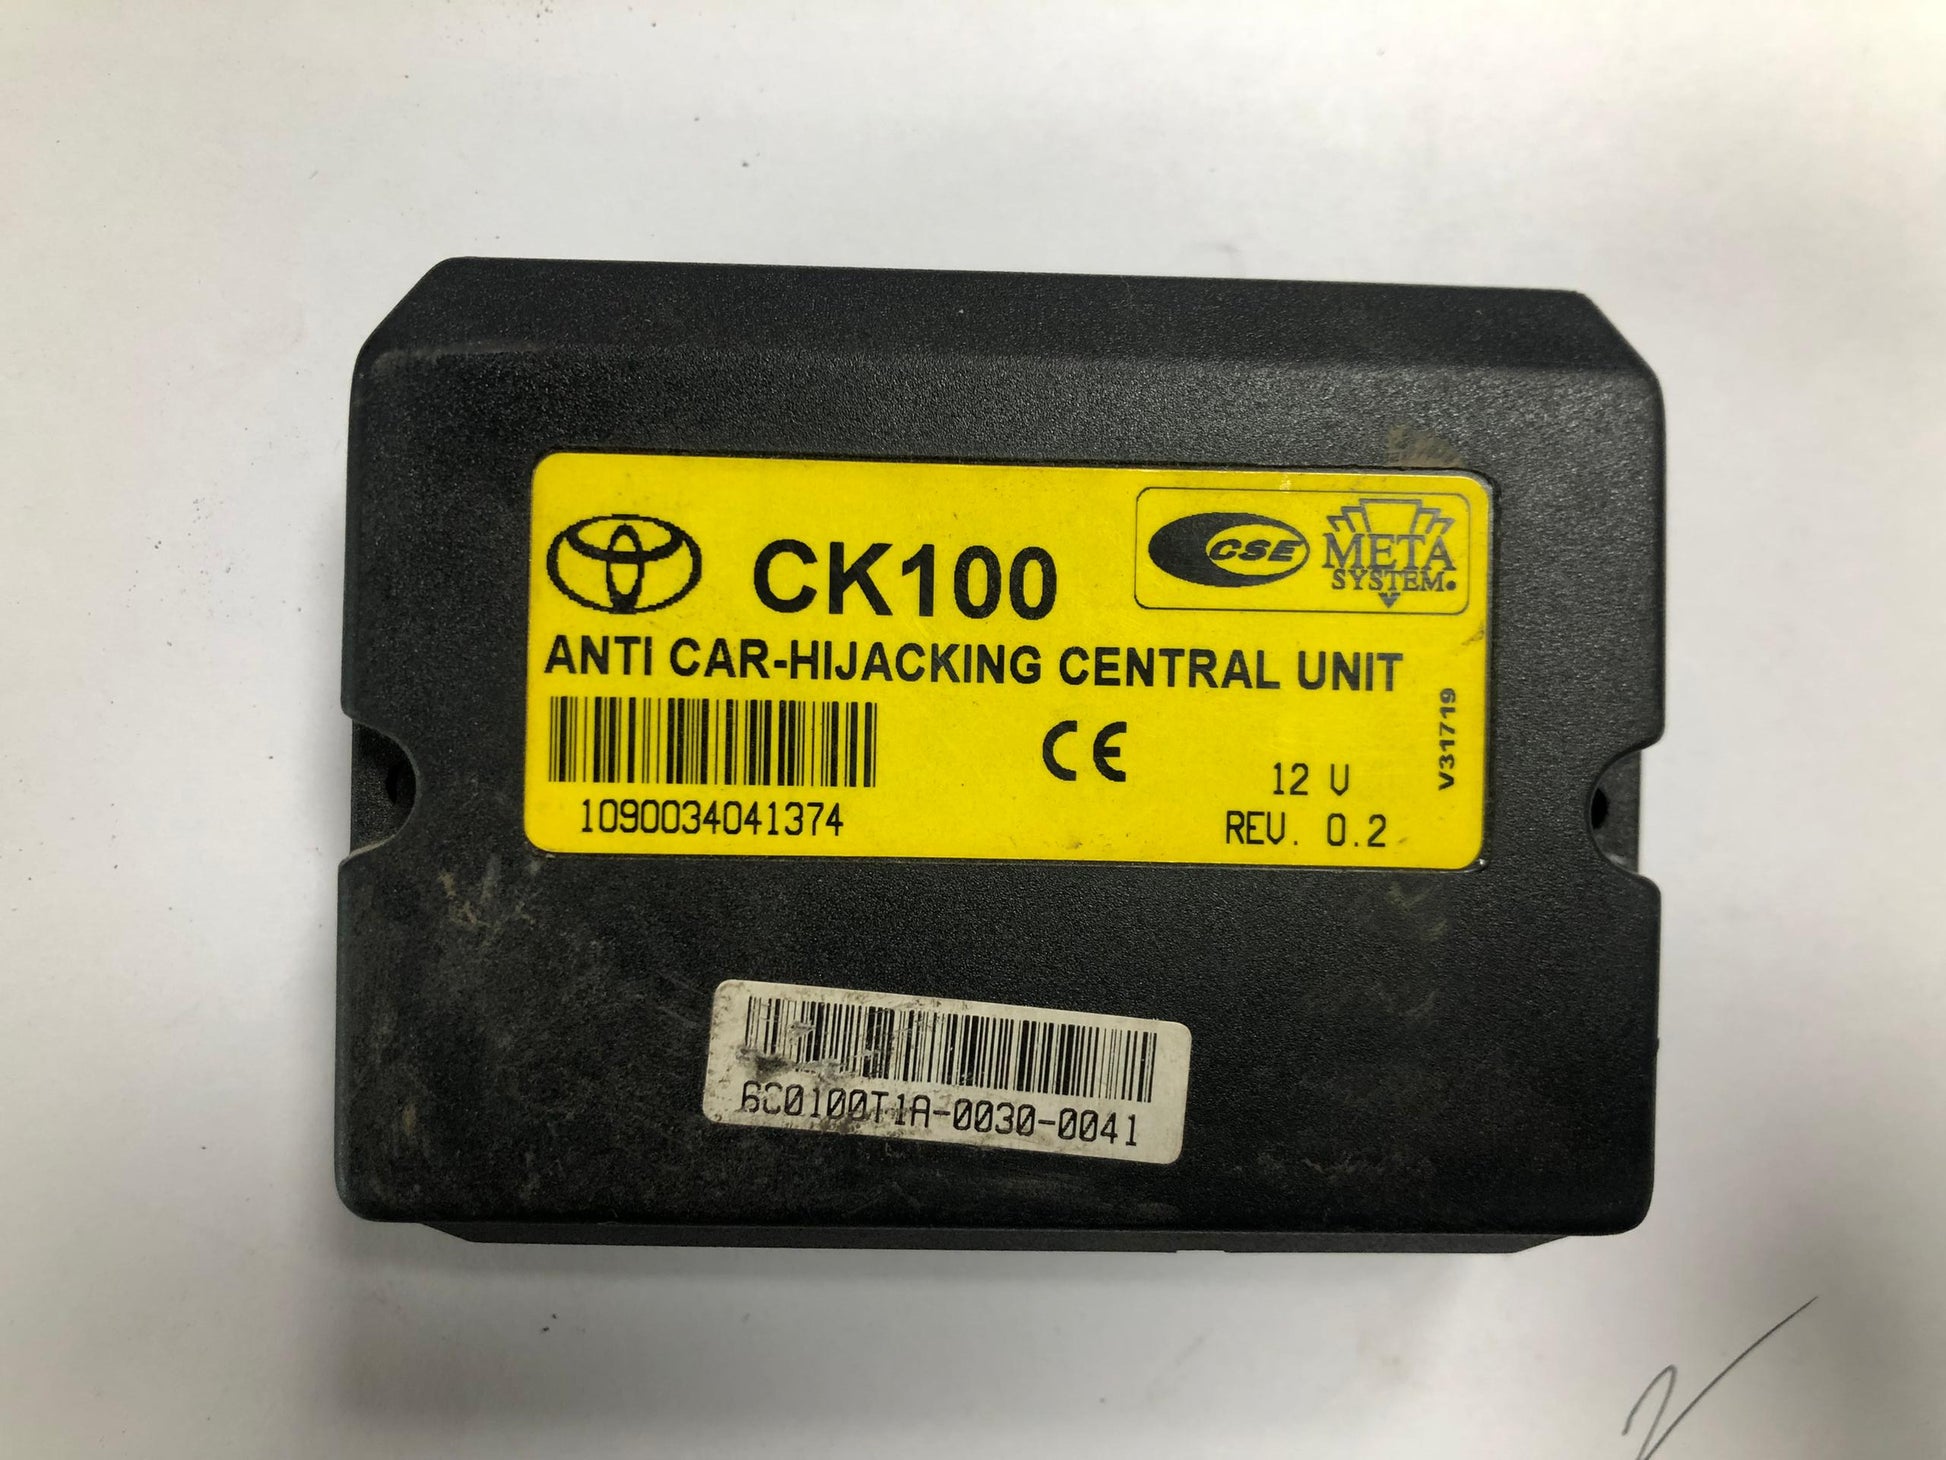 CK100
CSE META SYSTEM.
ANTI CAR-HIJACKING CENTRAL UNIT
V31719
CE
12 V
1090034041374
REV. 0.2
6C0100T1A-0030-0041